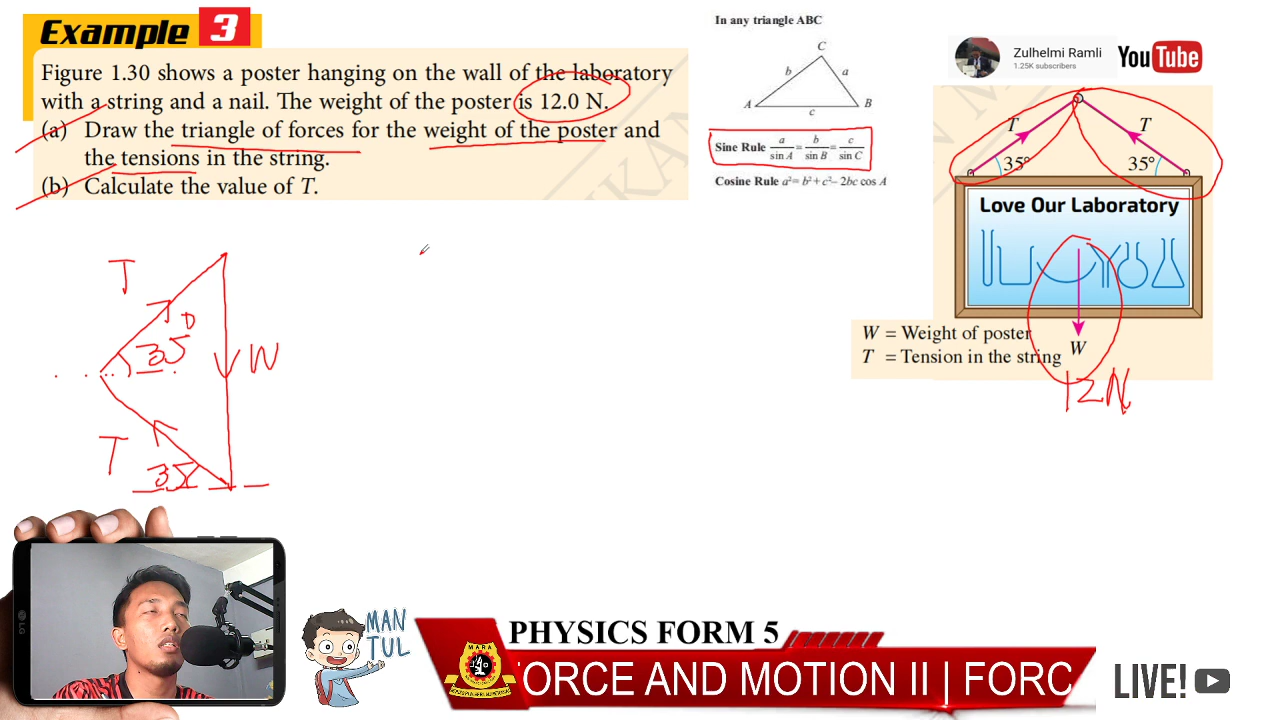 Example 3
Figure 1.30 shows a poster hanging on the wall of the laboratory
with a string and a nail. The weight of the poster is 12.0 N.
(a) Draw the triangle of forces for the weight of the poster and
the tensions in the string.
(b) Calculate the value of T.
In any triangle ABC
C
b a
A B
c
Sine Rule a/sin A = b/sin B = c/sin C
Cosine Rule a² = b² + c² – 2bc cos A
Zulhelmi Ramli
1.25K subscribers
YouTube
T T
35° 35°
Love Our Laboratory
W
W = Weight of poster
T = Tension in the string
12N
T
35°
W
T
35
LG
MAN
TUL
MARA
PHYSICS FORM 5
FORCE AND MOTION II | FORC
LIVE!